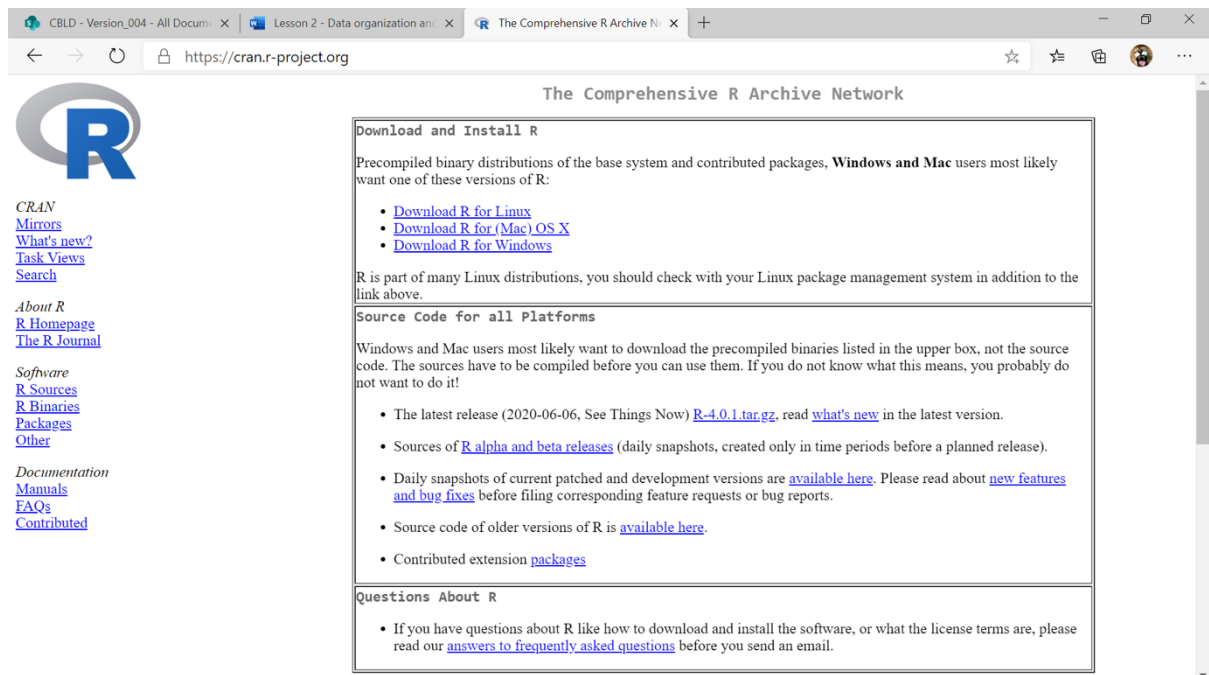 CBLD - Version_004 - All Docume
Lesson 2 - Data organization and
The Comprehensive R Archive Ne
https://cran.r-project.org
R
CRAN
Mirrors
What's new?
Task Views
Search
About R
R Homepage
The R Journal
Software
R Sources
R Binaries
Packages
Other
Documentation
Manuals
FAQs
Contributed
The Comprehensive R Archive Network
Download and Install R
Precompiled binary distributions of the base system and contributed packages, Windows and Mac users most likely
want one of these versions of R:
• Download R for Linux
• Download R for (Mac) OS X
• Download R for Windows
R is part of many Linux distributions, you should check with your Linux package management system in addition to the
link above.
Source Code for all Platforms
Windows and Mac users most likely want to download the precompiled binaries listed in the upper box, not the source
code. The sources have to be compiled before you can use them. If you do not know what this means, you probably do
not want to do it!
• The latest release (2020-06-06, See Things Now) R-4.0.1.tar.gz, read what's new in the latest version.
• Sources of R alpha and beta releases (daily snapshots, created only in time periods before a planned release).
• Daily snapshots of current patched and development versions are available here. Please read about new features
and bug fixes before filing corresponding feature requests or bug reports.
• Source code of older versions of R is available here.
• Contributed extension packages
Questions About R
• If you have questions about R like how to download and install the software, or what the license terms are, please
read our answers to frequently asked questions before you send an email.